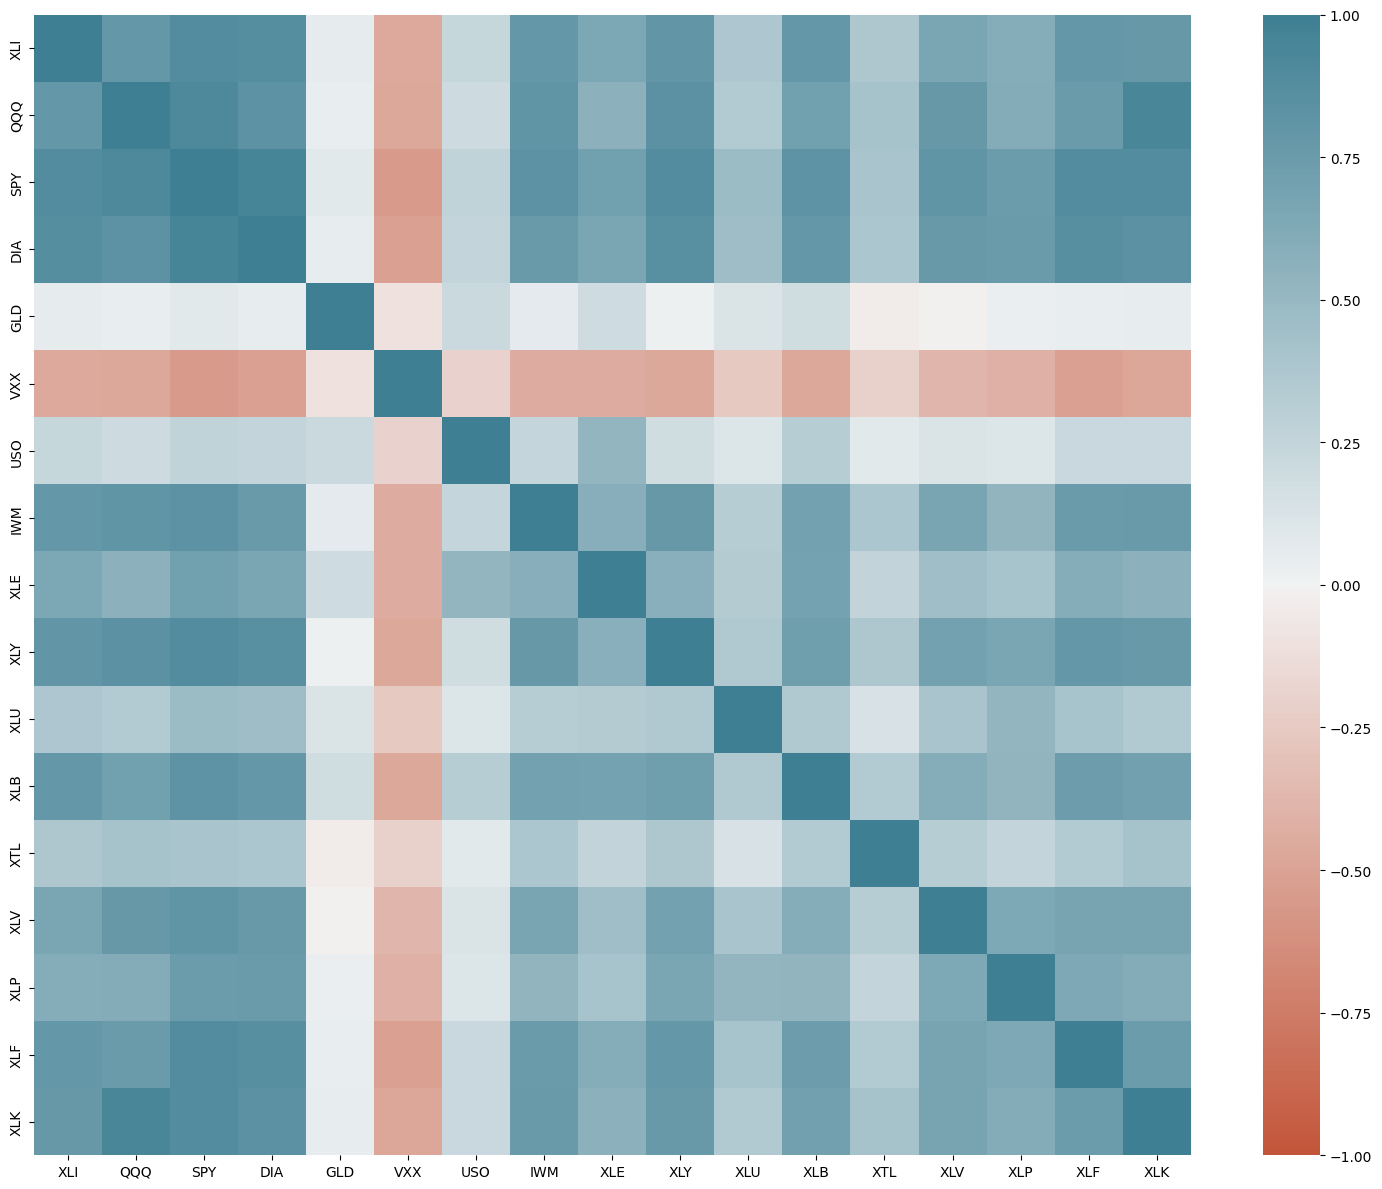 XLI
QQQ
SPY
DIA
GLD
VXX
USO
IWM
XLE
XLY
XLU
XLB
XTL
XLV
XLP
XLF
XLK
XLI QQQ SPY DIA GLD VXX USO IWM XLE XLY XLU XLB XTL XLV XLP XLF XLK
1.00
0.75
0.50
0.25
0.00
−0.25
−0.50
−0.75
−1.00